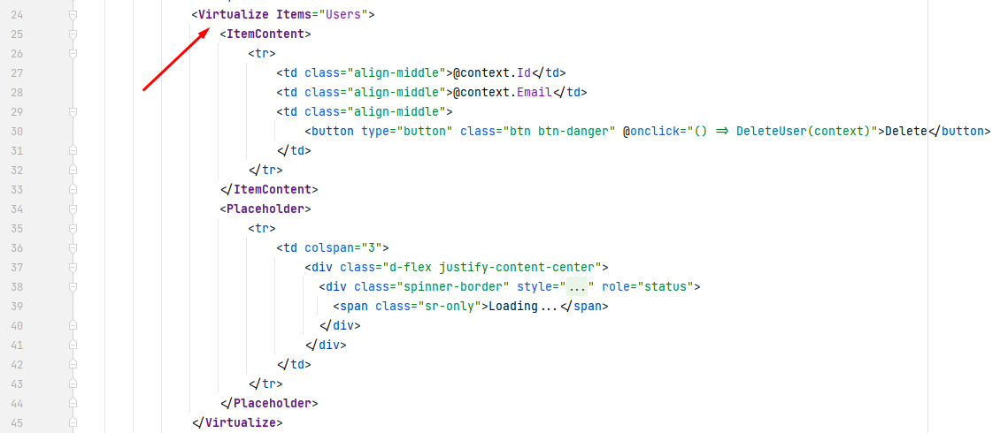 24 <Virtualize Items="Users">
25 <ItemContent>
26 <tr>
27 <td class="align-middle">@context.Id</td>
28 <td class="align-middle">@context.Email</td>
29 <td class="align-middle">
30 <button type="button" class="btn btn-danger" @onclick="() => DeleteUser(context)">Delete</button>
31 </td>
32 </tr>
33 </ItemContent>
34 <Placeholder>
35 <tr>
36 <td colspan="3">
37 <div class="d-flex justify-content-center">
38 <div class="spinner-border" style="..." role="status">
39 <span class="sr-only">Loading...</span>
40 </div>
41 </div>
42 </td>
43 </tr>
44 </Placeholder>
45 </Virtualize>